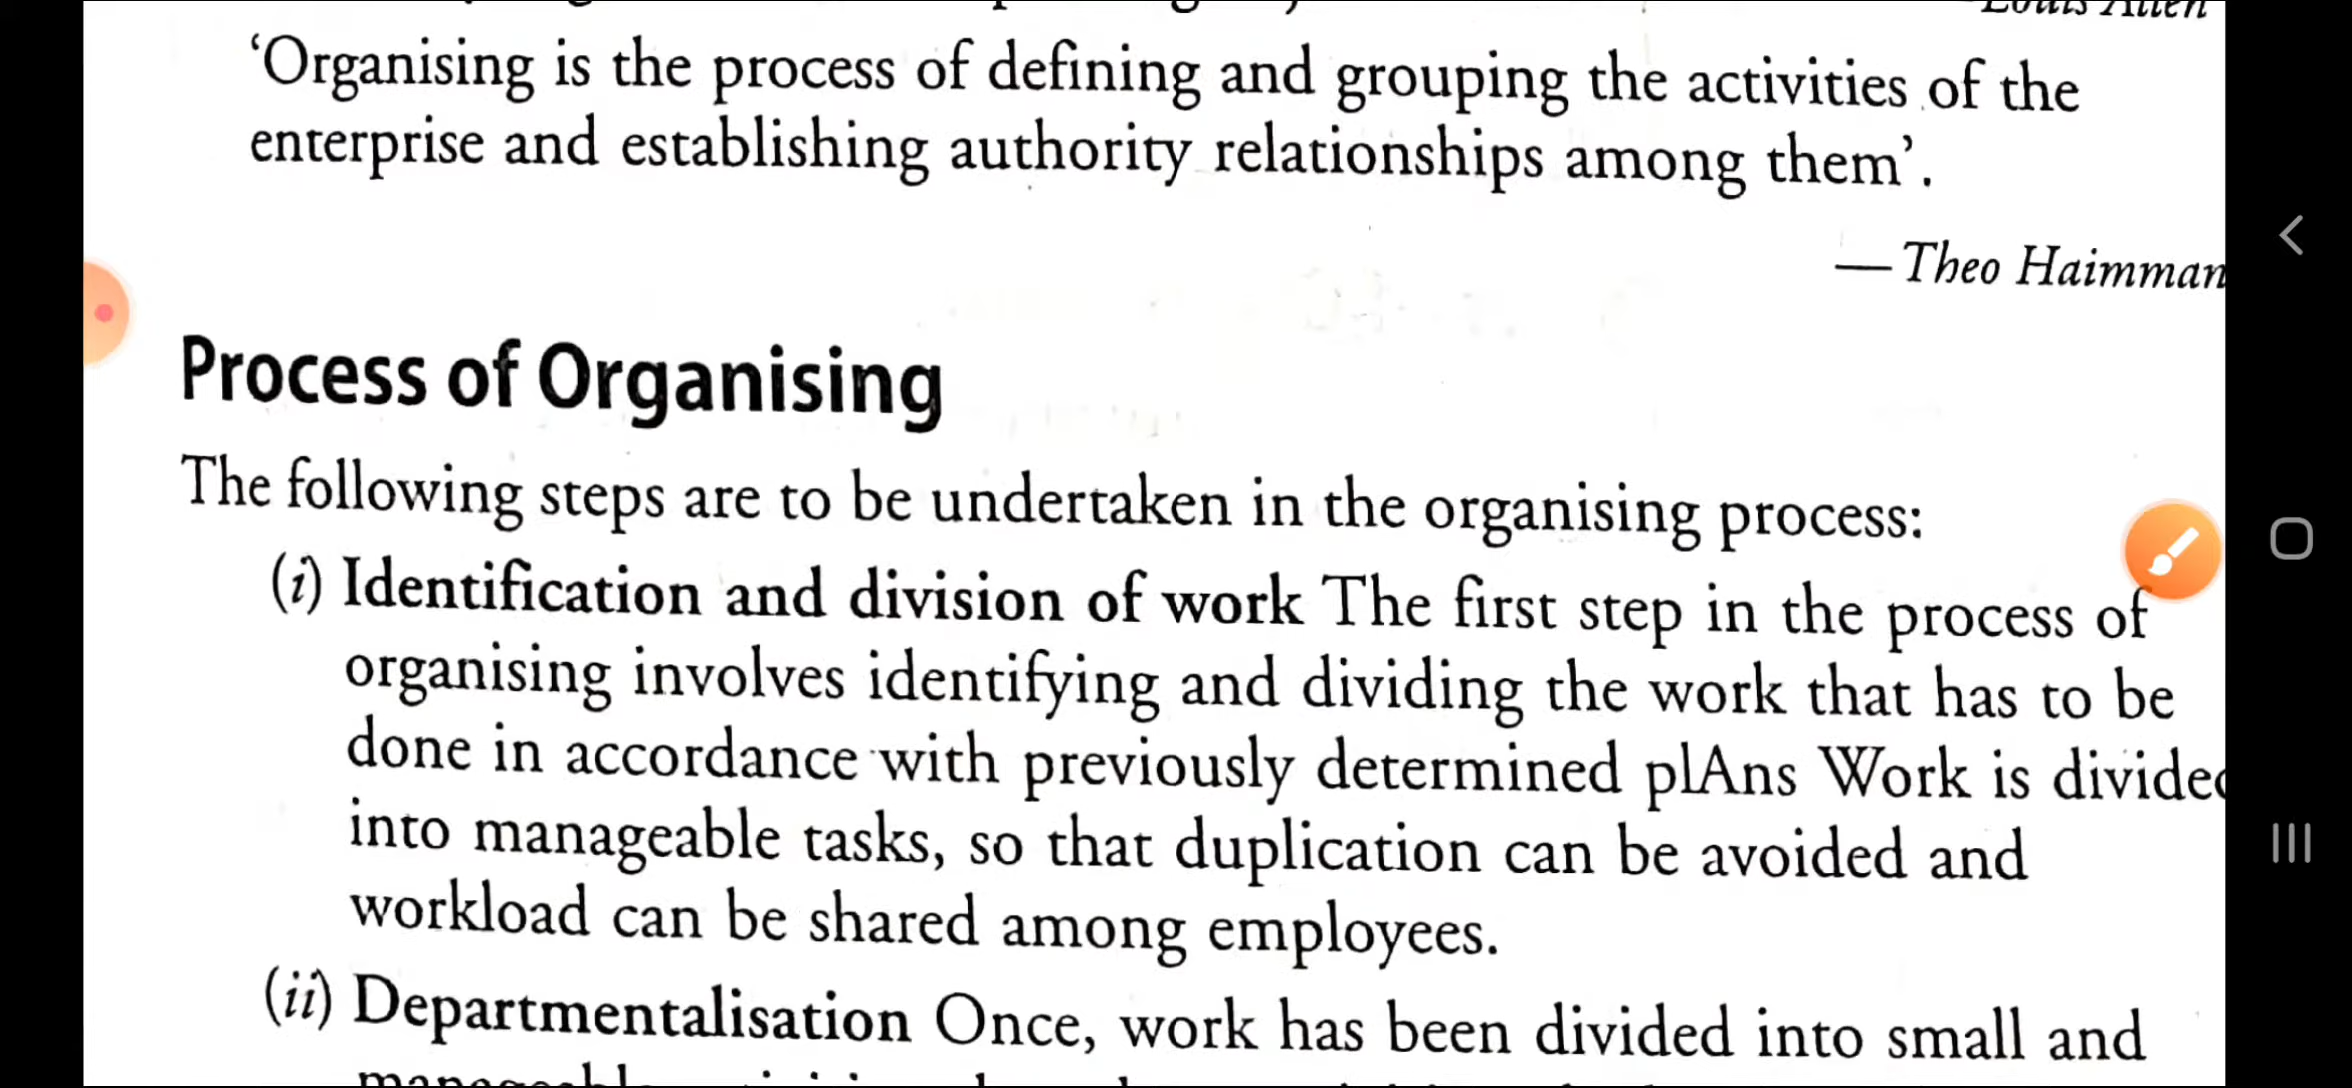 Louis Allen
‘Organising is the process of defining and grouping the activities of the
enterprise and establishing authority relationships among them’.
— Theo Haimman
Process of Organising
The following steps are to be undertaken in the organising process:
(i) Identification and division of work The first step in the process of
organising involves identifying and dividing the work that has to be
done in accordance with previously determined plAns Work is divided
into manageable tasks, so that duplication can be avoided and
workload can be shared among employees.
(ii) Departmentalisation Once, work has been divided into small and